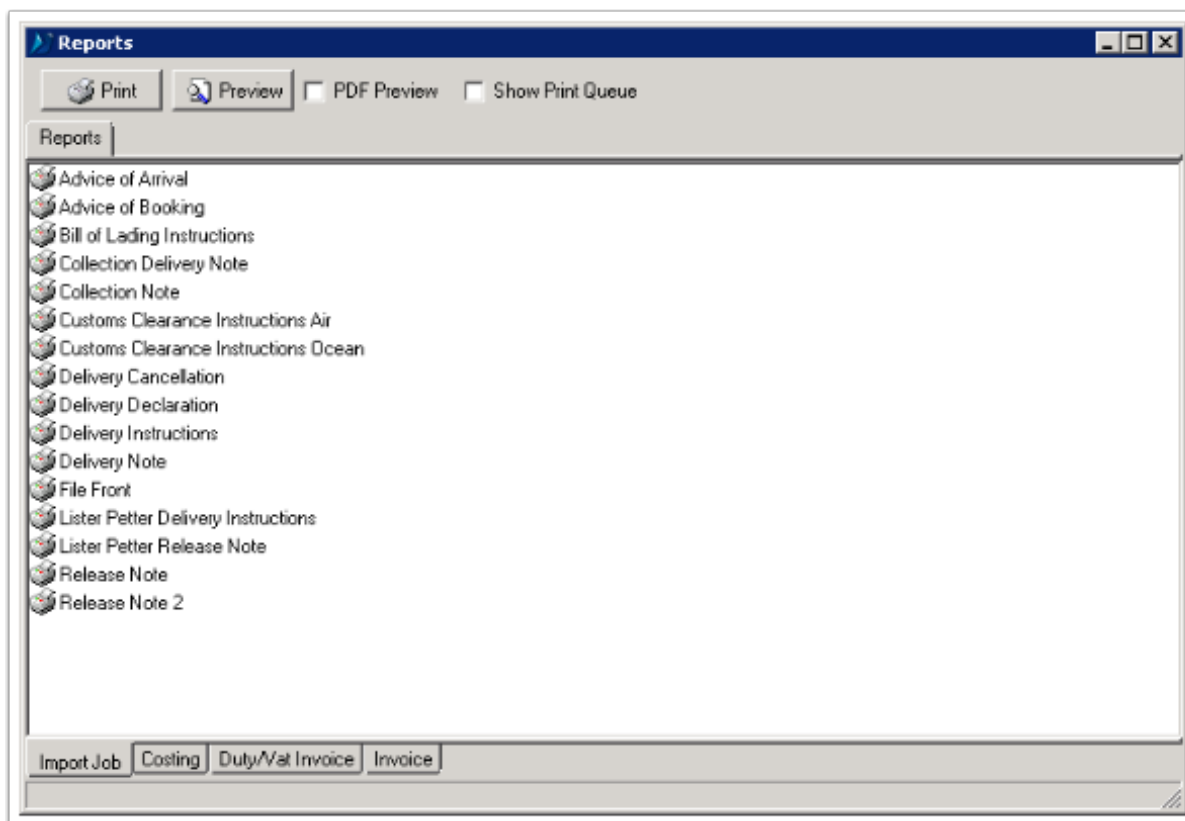 Reports
Print Preview PDF Preview Show Print Queue
Reports
Advice of Arrival
Advice of Booking
Bill of Lading Instructions
Collection Delivery Note
Collection Note
Customs Clearance Instructions Air
Customs Clearance Instructions Ocean
Delivery Cancellation
Delivery Declaration
Delivery Instructions
Delivery Note
File Front
Lister Petter Delivery Instructions
Lister Petter Release Note
Release Note
Release Note 2
Import Job Costing Duty/Vat Invoice Invoice